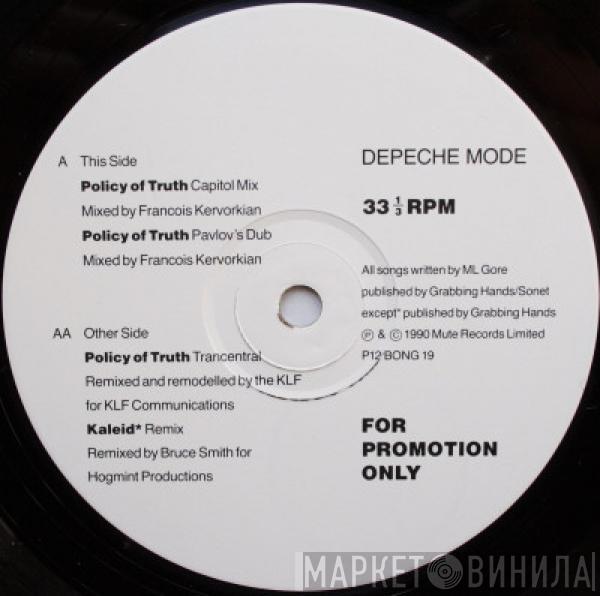 A This Side
Policy of Truth Capitol Mix
Mixed by Francois Kervorkian
Policy of Truth Pavlov's Dub
Mixed by Francois Kervorkian
AA Other Side
Policy of Truth Trancentral
Remixed and remodelled by the KLF
for KLF Communications
Kaleid* Remix
Remixed by Bruce Smith for
Hogmint Productions
DEPECHE MODE
33 1/3 RPM
All songs written by ML Gore
published by Grabbing Hands/Sonet
except* published by Grabbing Hands
℗ & © 1990 Mute Records Limited
P12 BONG 19
FOR
PROMOTION
ONLY
МАРКЕТ ВИНИЛА